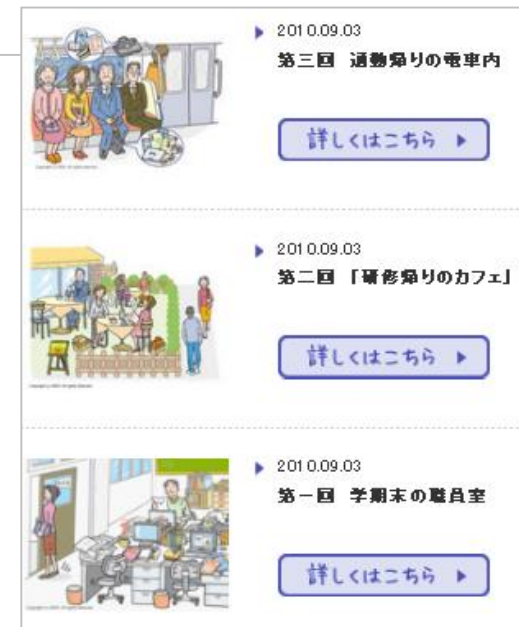 2010.09.03
第三回 通勤帰りの電車内
詳しくはこちら
2010.09.03
第二回 「研修帰りのカフェ」
詳しくはこちら
2010.09.03
第一回 学期末の職員室
詳しくはこちら